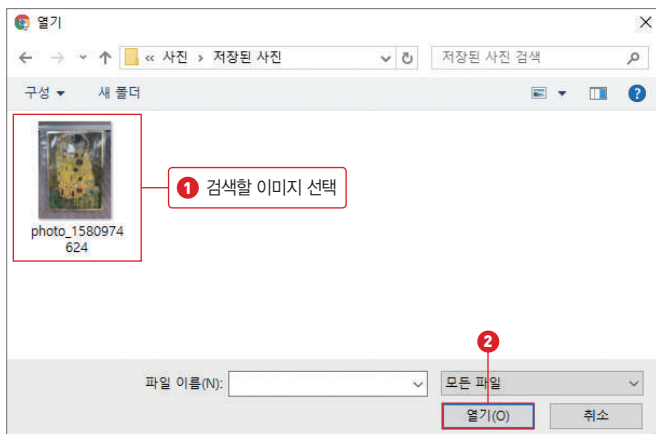 열기
« 사진 › 저장된 사진
저장된 사진 검색
구성
새 폴더
1 검색할 이미지 선택
photo_1580974
624
2
파일 이름(N):
모든 파일
열기(O)
취소